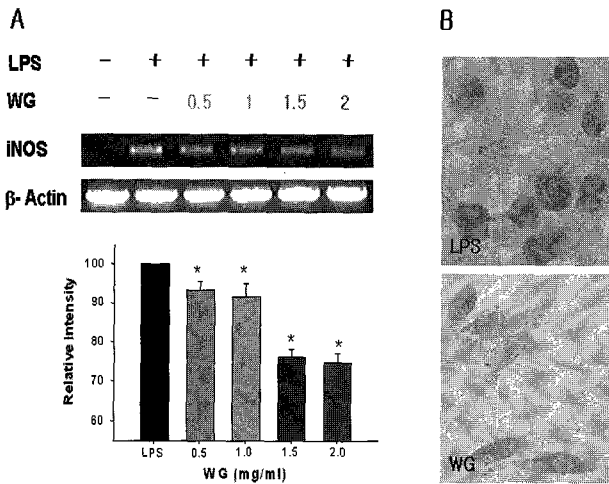 A
LPS - + + + + +
WG - - 0.5 1 1.5 2
iNOS
β- Actin
Relative Intensity
100
90
80
70
60
* * * *
LPS 0.5 1.0 1.5 2.0
WG (mg/ml)
B
LPS
WG